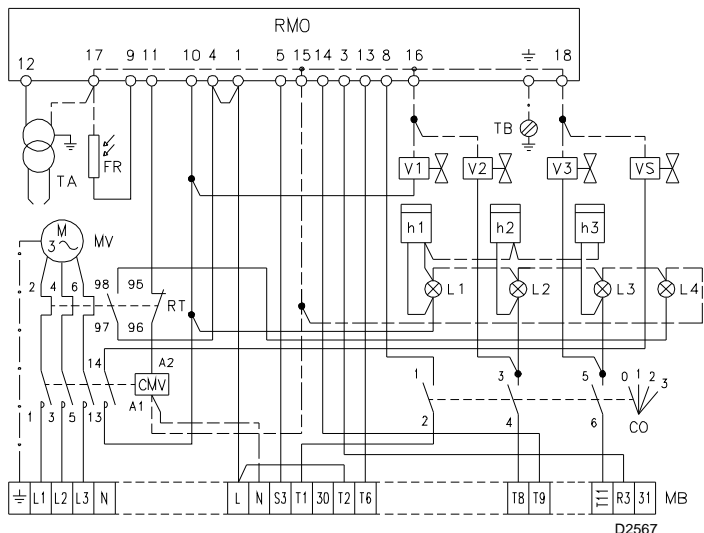 RMO
12 17 9 11 10 4 1 5 15 14 3 13 8 16 18
TB
TA FR
V1 V2 V3 VS
h1 h2 h3
M
3
MV
2 4 6 98 95
L1 L2 L3 L4
RT
97 96
14 A2
CMV
A1
1 3 5 13
1 3 5
2 4 6
0 1 2 3
CO
L1 L2 L3 N L N S3 T1 30 T2 T6 T8 T9 T11 R3 31 MB
D2567